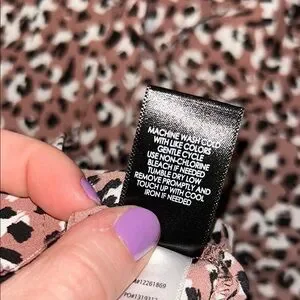 MACHINE WASH COLD
WITH LIKE COLORS
GENTLE CYCLE
USE NON-CHLORINE
BLEACH IF NEEDED
TUMBLE DRY LOW
REMOVE PROMPTLY AND
TOUCH UP WITH COOL
IRON IF NEEDED
#12261869